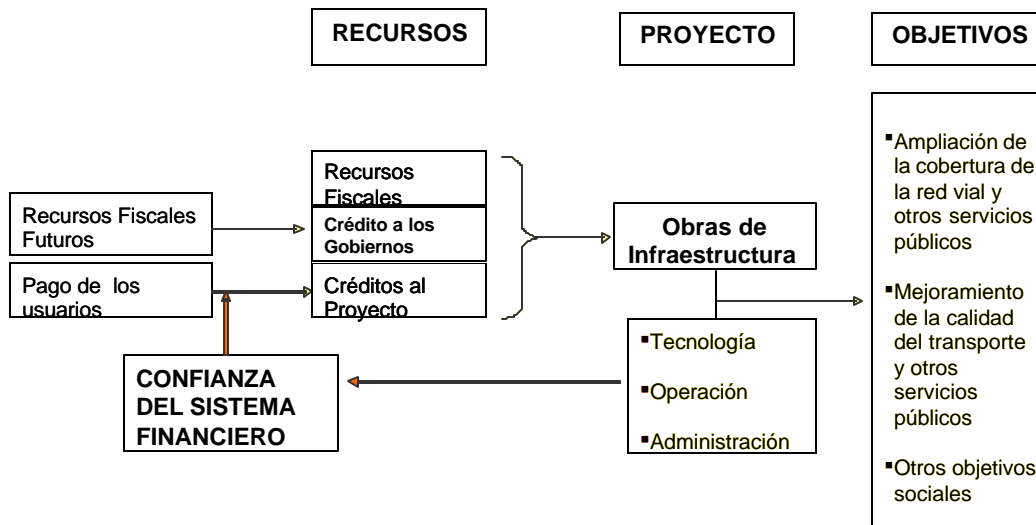 RECURSOS
PROYECTO
OBJETIVOS
Recursos Fiscales
Futuros
Pago de los
usuarios
Recursos
Fiscales
Crédito a los
Gobiernos
Créditos al
Proyecto
CONFIANZA
DEL SISTEMA
FINANCIERO
Obras de
Infraestructura
▪Tecnología
▪Operación
▪Administración
▪Ampliación de
la cobertura de
la red vial y
otros servicios
públicos
▪Mejoramiento
de la calidad
del transporte
y otros
servicios
públicos
▪Otros objetivos
sociales